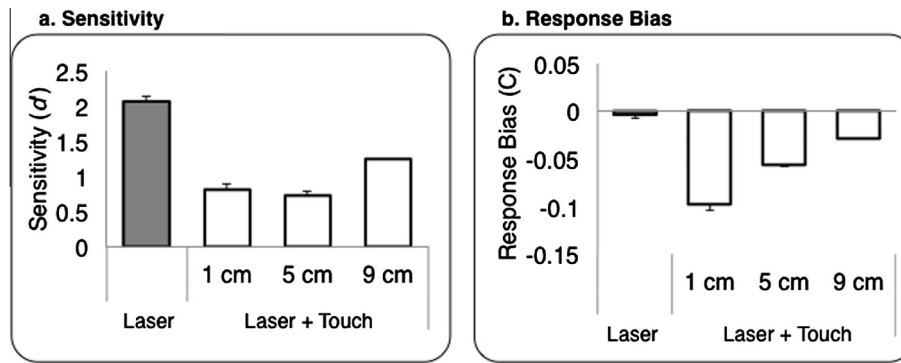 a. Sensitivity
Sensitivity (d')
2.5
2
1.5
1
0.5
0
1 cm 5 cm 9 cm
Laser Laser + Touch
b. Response Bias
Response Bias (C)
0.05
0
-0.05
-0.1
-0.15
1 cm 5 cm 9 cm
Laser Laser + Touch